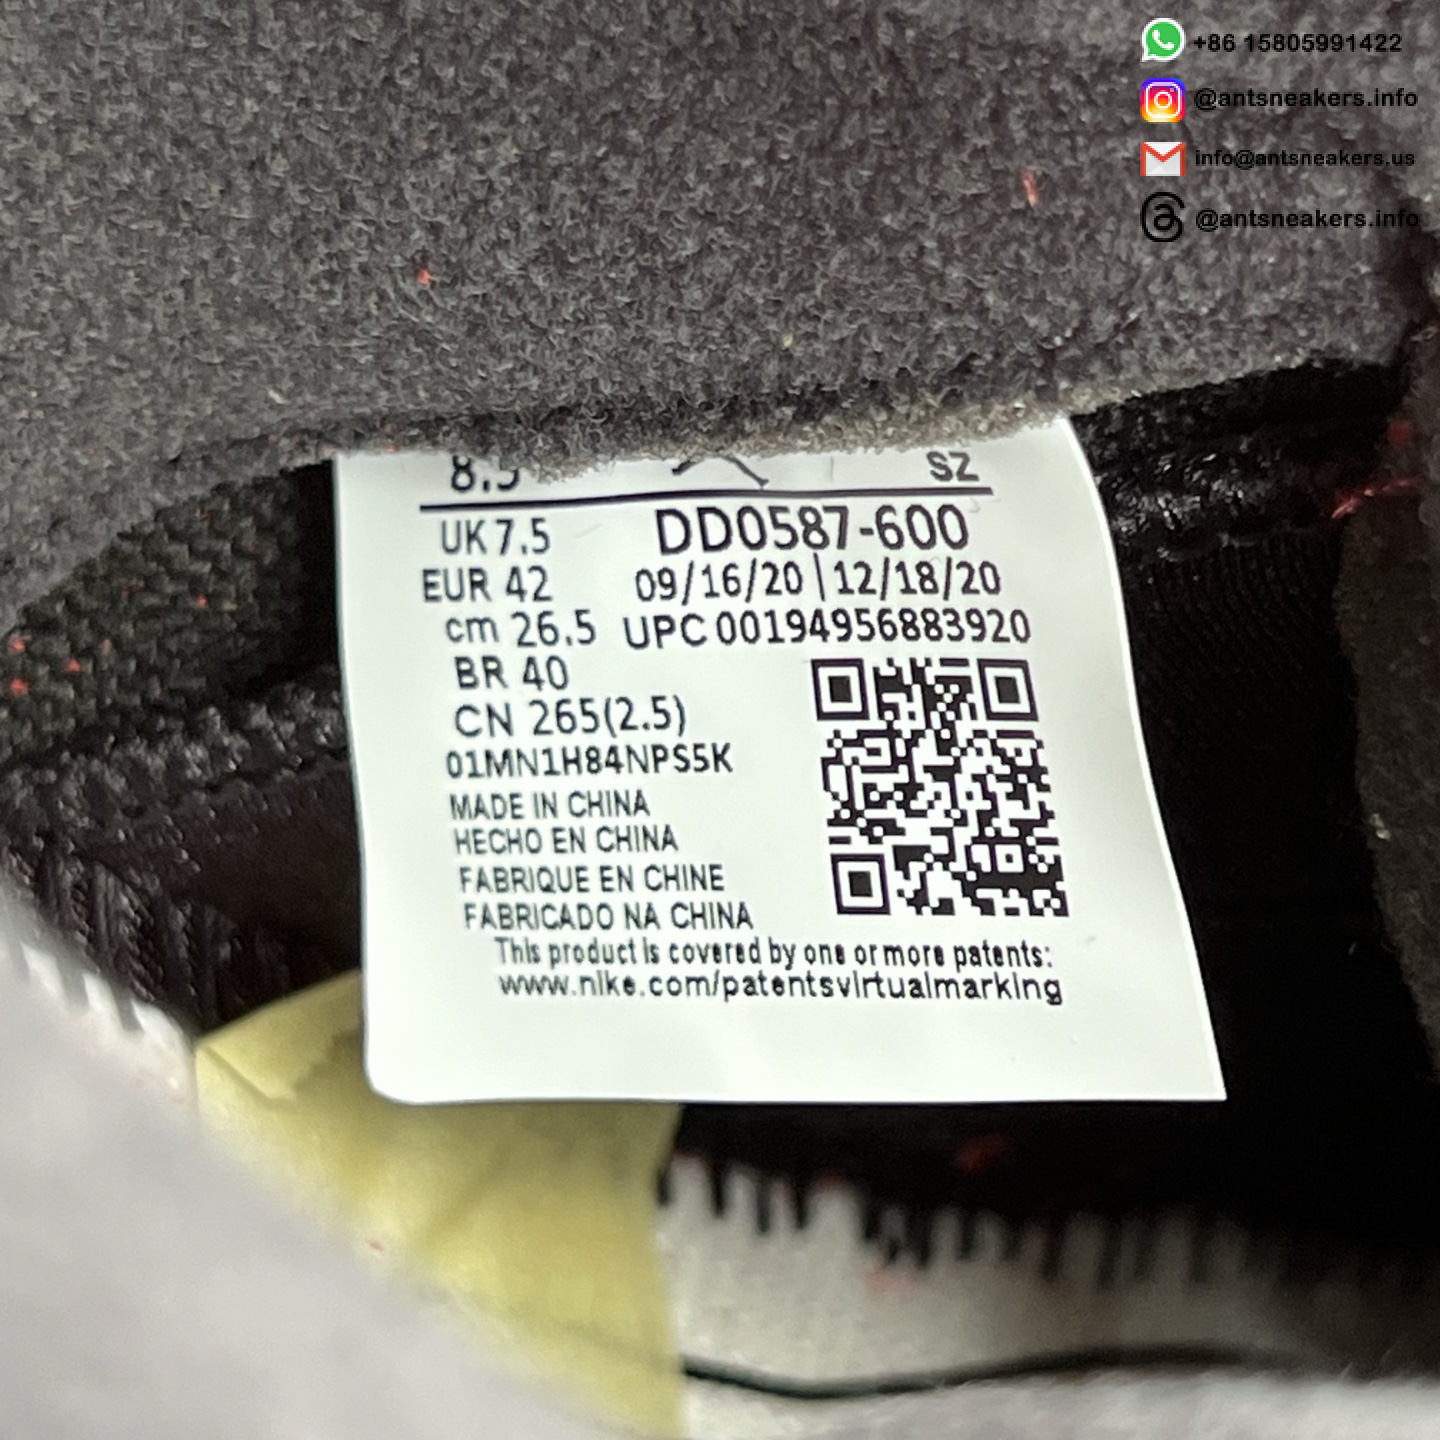 +86 15805991422
@antsneakers.info
info@antsneakers.us
@antsneakers.info
8.5 SZ
UK 7.5 DD0587-600
EUR 42 09/16/20 | 12/18/20
cm 26.5 UPC 00194956883920
BR 40
CN 265(2.5)
01MN1H84NPS5K
MADE IN CHINA
HECHO EN CHINA
FABRIQUE EN CHINE
FABRICADO NA CHINA
This product is covered by one or more patents:
www.nike.com/patentsvirtualmarking